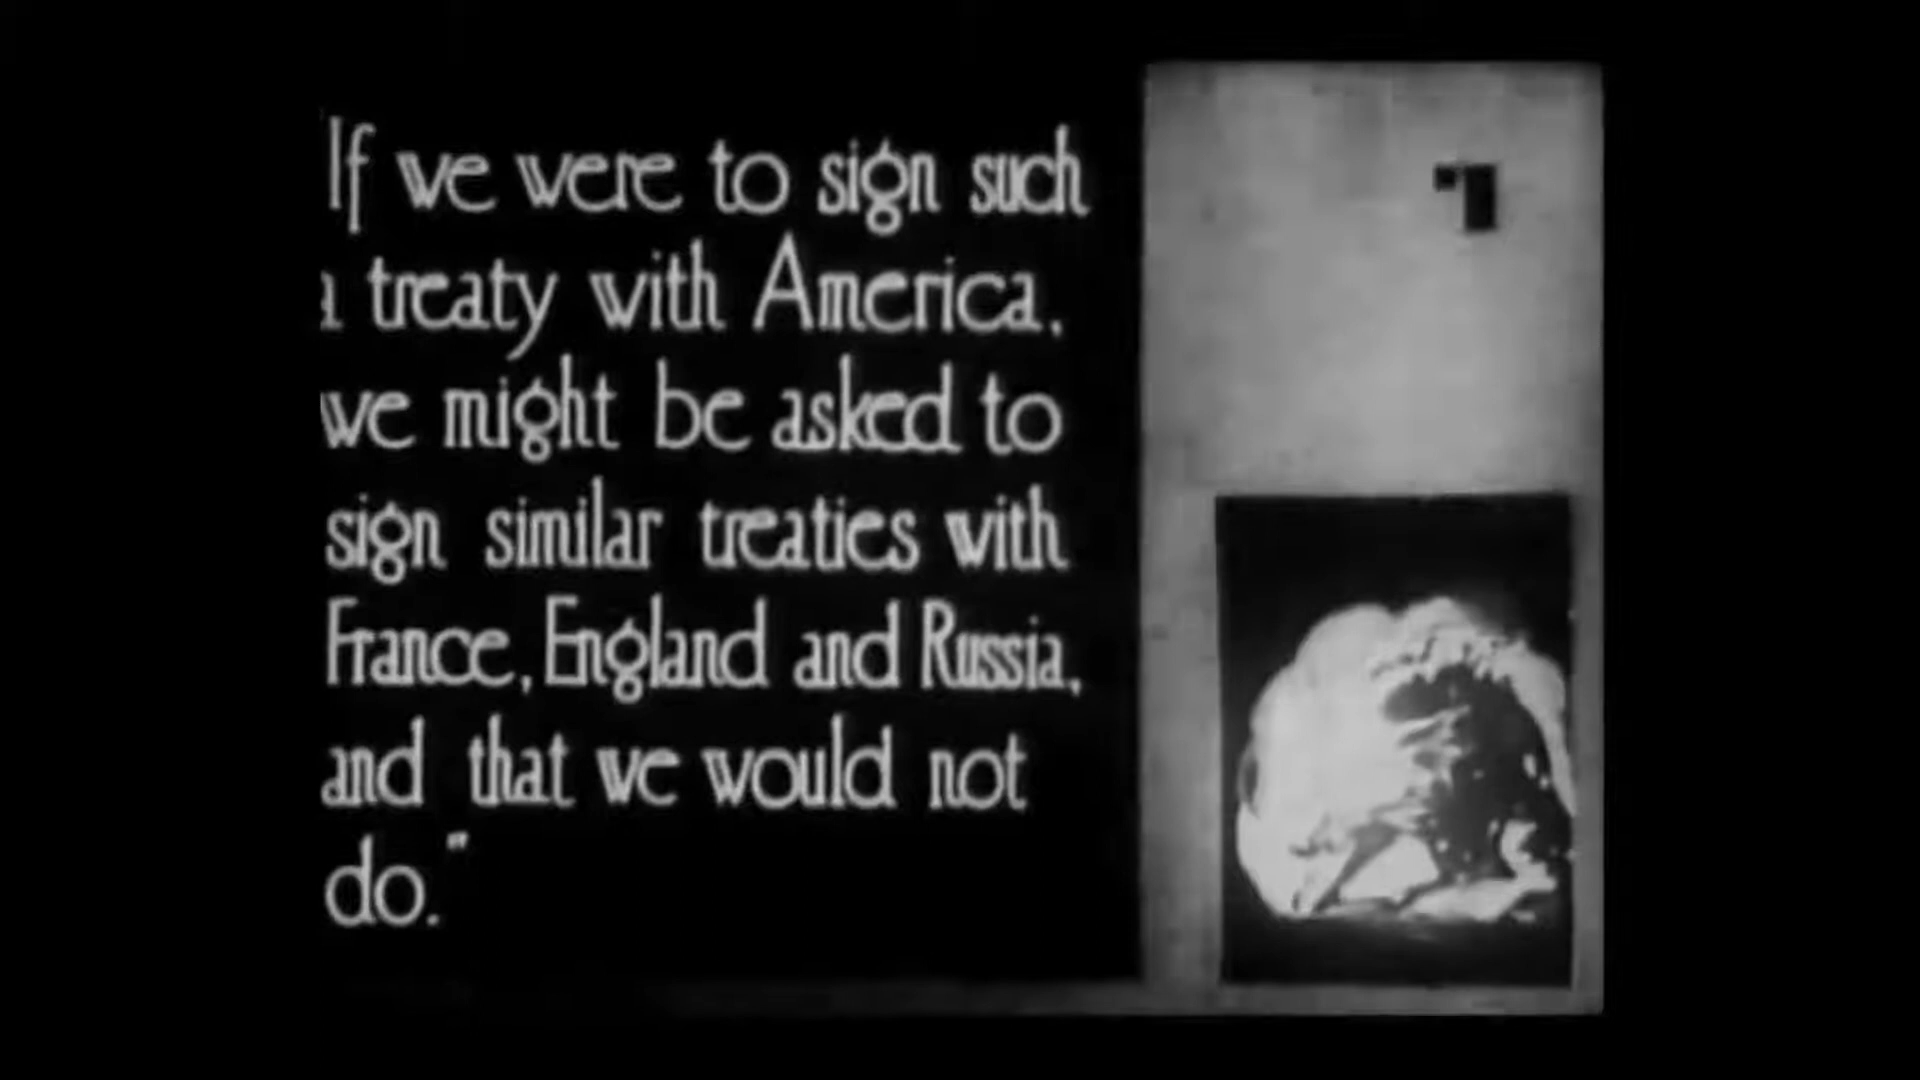 "If we were to sign such
a treaty with America,
we might be asked to
sign similar treaties with
France, England and Russia,
and that we would not
do."